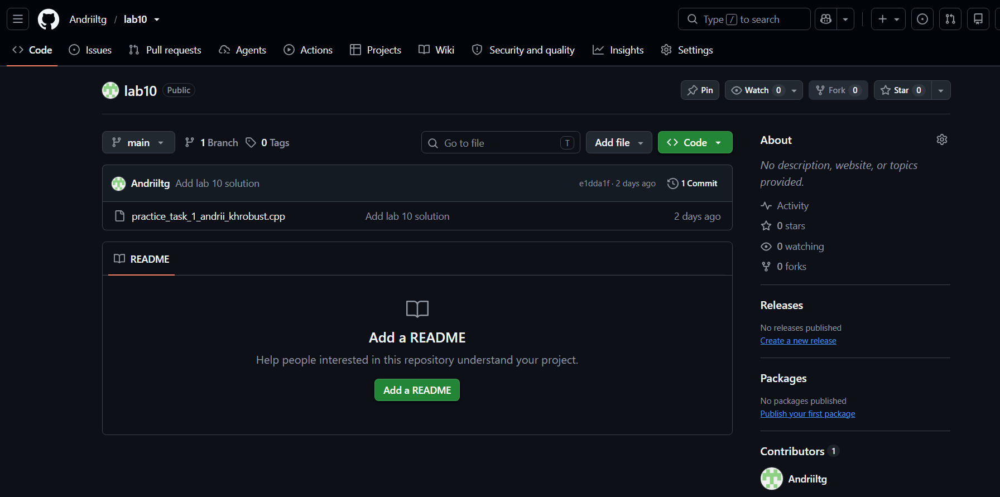 Andriiltg / lab10
Type / to search
Code
Issues
Pull requests
Agents
Actions
Projects
Wiki
Security and quality
Insights
Settings
lab10 Public
Pin
Watch 0
Fork 0
Star 0
main
1 Branch
0 Tags
Go to file T
Add file
Code
Andriiltg Add lab 10 solution e1dda1f · 2 days ago 1 Commit
practice_task_1_andrii_khrobust.cpp Add lab 10 solution 2 days ago
README
Add a README
Help people interested in this repository understand your project.
Add a README
About
No description, website, or topics
provided.
Activity
0 stars
0 watching
0 forks
Releases
No releases published
Create a new release
Packages
No packages published
Publish your first package
Contributors 1
Andriiltg